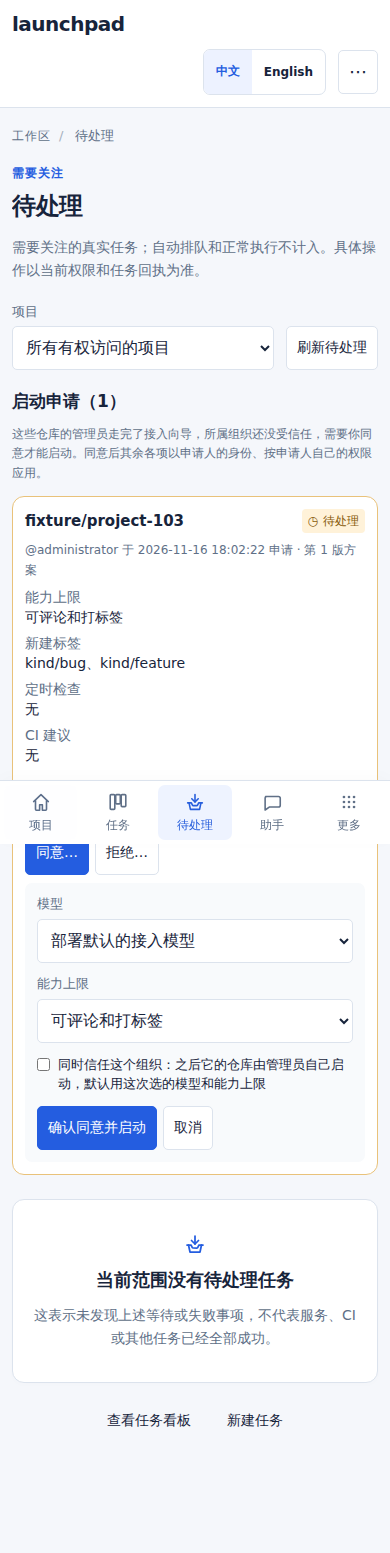 launchpad
中文 English ···
工作区 / 待处理
需要关注
待处理
需要关注的真实任务；自动排队和正常执行不计入。具体操
作以当前权限和任务回执为准。
项目
所有有权访问的项目 刷新待处理
启动申请（1）
这些仓库的管理员走完了接入向导，所属组织还没受信任，需要你同
意才能启动。同意后其余各项以申请人的身份、按申请人自己的权限
应用。
fixture/project-103 待处理
@administrator 于 2026-11-16 18:02:22 申请 · 第 1 版方
案
能力上限
可评论和打标签
新建标签
kind/bug、kind/feature
定时检查
无
CI 建议
无
项目 任务 待处理 助手 更多
同意… 拒绝…
模型
部署默认的接入模型
能力上限
可评论和打标签
同时信任这个组织：之后它的仓库由管理员自己启
动，默认用这次选的模型和能力上限
确认同意并启动 取消
当前范围没有待处理任务
这表示未发现上述等待或失败事项，不代表服务、CI
或其他任务已经全部成功。
查看任务看板 新建任务